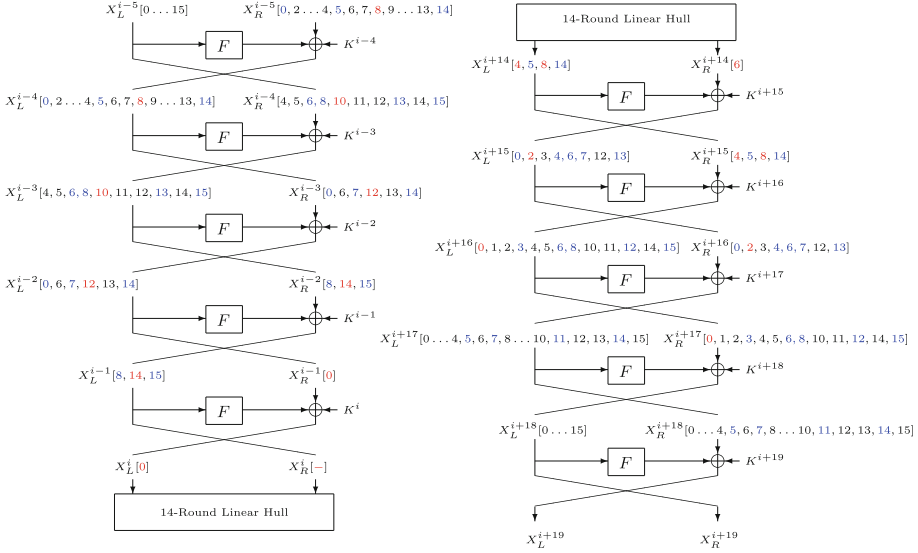 X_L^{i−5}[0 . . . 15] X_R^{i−5}[0, 2 . . . 4, 5, 6, 7, 8, 9 . . . 13, 14]
F K^{i−4}
X_L^{i−4}[0, 2 . . . 4, 5, 6, 7, 8, 9 . . . 13, 14] X_R^{i−4}[4, 5, 6, 8, 10, 11, 12, 13, 14, 15]
F K^{i−3}
X_L^{i−3}[4, 5, 6, 8, 10, 11, 12, 13, 14, 15] X_R^{i−3}[0, 6, 7, 12, 13, 14]
F K^{i−2}
X_L^{i−2}[0, 6, 7, 12, 13, 14] X_R^{i−2}[8, 14, 15]
F K^{i−1}
X_L^{i−1}[8, 14, 15] X_R^{i−1}[0]
F K^i
X_L^i[0] X_R^i[−]
14-Round Linear Hull
14-Round Linear Hull
X_L^{i+14}[4, 5, 8, 14] X_R^{i+14}[6]
F K^{i+15}
X_L^{i+15}[0, 2, 3, 4, 6, 7, 12, 13] X_R^{i+15}[4, 5, 8, 14]
F K^{i+16}
X_L^{i+16}[0, 1, 2, 3, 4, 5, 6, 8, 10, 11, 12, 14, 15] X_R^{i+16}[0, 2, 3, 4, 6, 7, 12, 13]
F K^{i+17}
X_L^{i+17}[0 . . . 4, 5, 6, 7, 8 . . . 10, 11, 12, 13, 14, 15] X_R^{i+17}[0, 1, 2, 3, 4, 5, 6, 8, 10, 11, 12, 14, 15]
F K^{i+18}
X_L^{i+18}[0 . . . 15] X_R^{i+18}[0 . . . 4, 5, 6, 7, 8 . . . 10, 11, 12, 13, 14, 15]
F K^{i+19}
X_L^{i+19} X_R^{i+19}